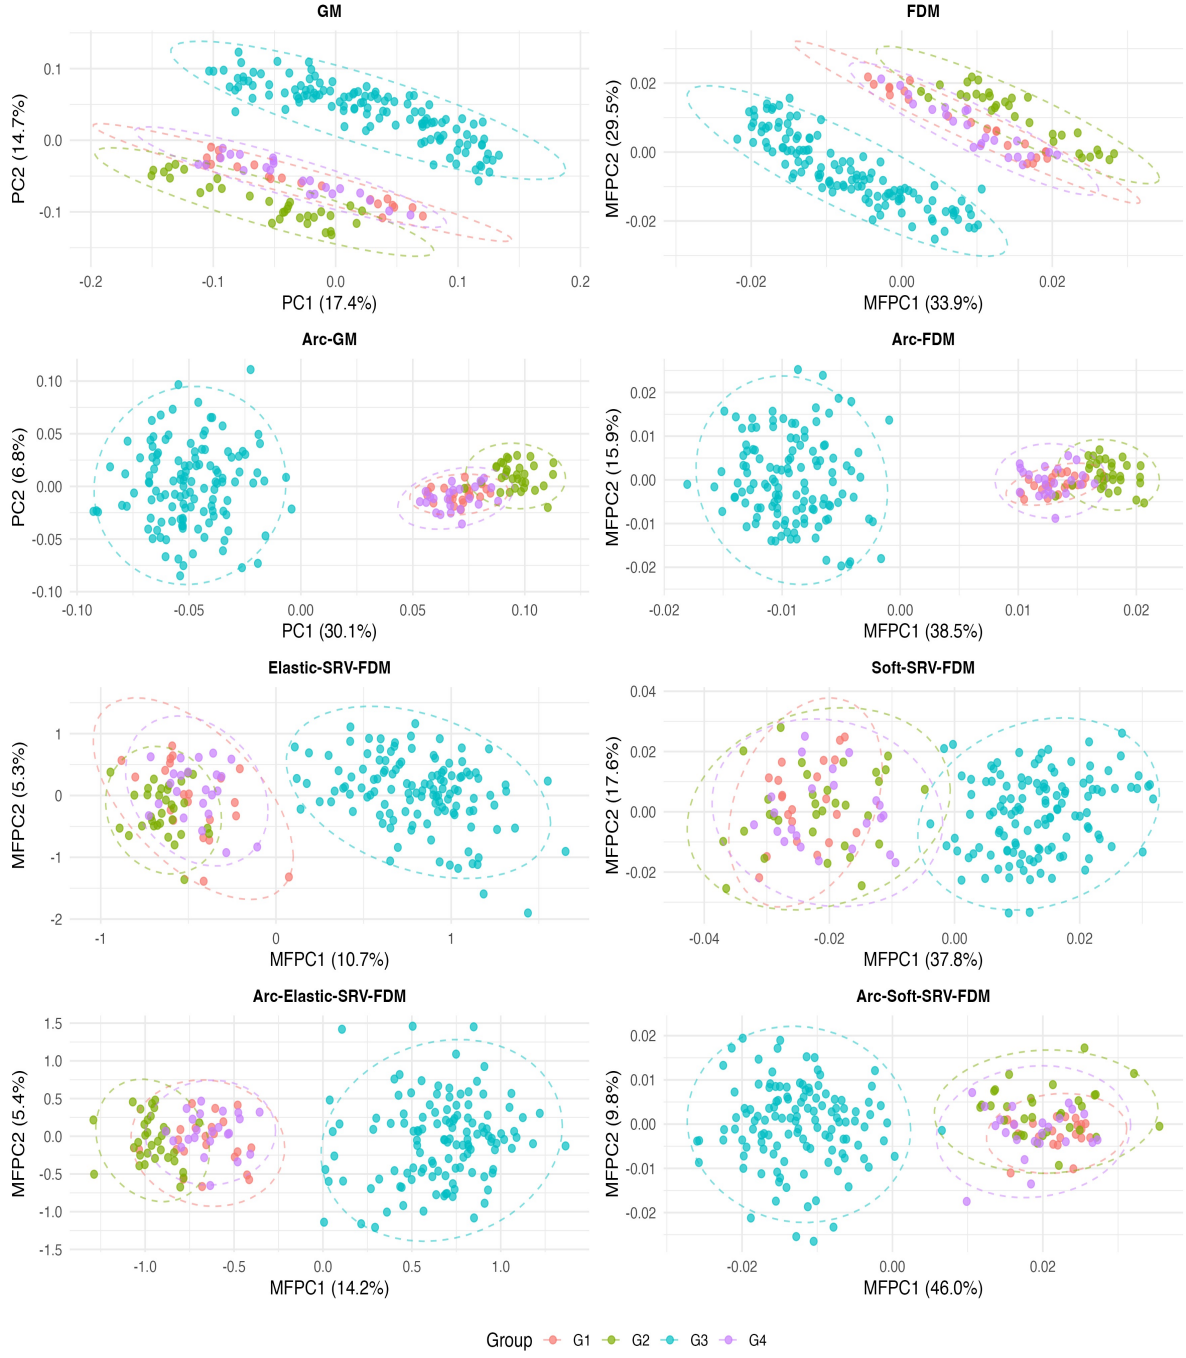 GM
FDM
PC2 (14.7%)
0.1
0.0
-0.1
-0.2
-0.1
0.0
0.1
0.2
PC1 (17.4%)
MFPC2 (29.5%)
0.02
0.00
-0.02
-0.02
0.00
0.02
MFPC1 (33.9%)
Arc-GM
Arc-FDM
PC2 (6.8%)
0.10
0.05
0.00
-0.05
-0.10
-0.10
-0.05
0.00
0.05
0.10
PC1 (30.1%)
MFPC2 (15.9%)
0.02
0.01
0.00
-0.01
-0.02
-0.02
-0.01
0.00
0.01
0.02
MFPC1 (38.5%)
Elastic-SRV-FDM
Soft-SRV-FDM
MFPC2 (5.3%)
1
0
-1
-2
-1
0
1
MFPC1 (10.7%)
MFPC2 (17.6%)
0.04
0.02
0.00
-0.02
-0.04
-0.02
0.00
0.02
MFPC1 (37.8%)
Arc-Elastic-SRV-FDM
Arc-Soft-SRV-FDM
MFPC2 (5.4%)
1.5
1.0
0.5
0.0
-0.5
-1.0
-1.5
-1.0
-0.5
0.0
0.5
1.0
MFPC1 (14.2%)
MFPC2 (9.8%)
0.02
0.01
0.00
-0.01
-0.02
-0.02
0.00
0.02
MFPC1 (46.0%)
Group G1 G2 G3 G4